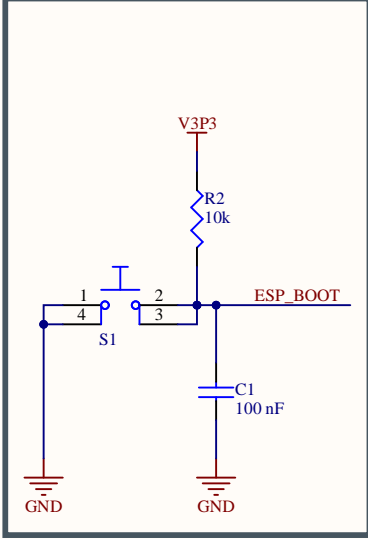 V3P3
R2
10k
1
2
ESP_BOOT
4
3
S1
C1
100 nF
GND
GND